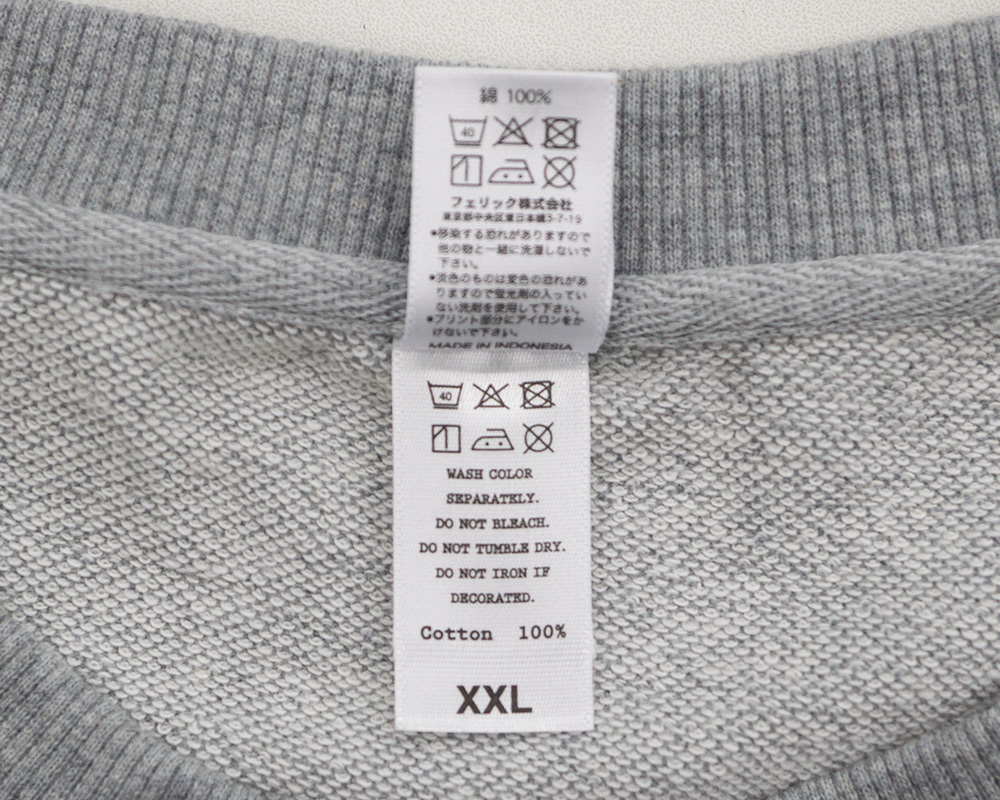 綿 100%
40
フェリック株式会社
東京都中央区東日本橋3-7-19
●移染する恐れがありますので
他の物と一緒に洗濯しないで
下さい。
●淡色のものは変色の恐れがあ
りますので蛍光剤の入ってい
ない洗剤を使用して下さい。
●プリント部分にアイロンをか
けないで下さい。
MADE IN INDONESIA
40
WASH COLOR
SEPARATELY.
DO NOT BLEACH.
DO NOT TUMBLE DRY.
DO NOT IRON IF
DECORATED.
Cotton 100%
XXL